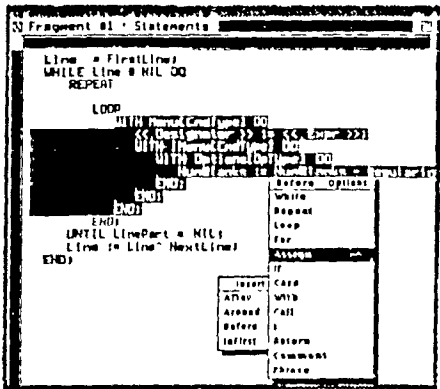 Fragment #1 : Statements
Line := FirstLine;
WHILE Line # NIL DO
REPEAT
LOOP
WITH DO
<< Designator >> := << Expr >>;
WITH DO
WITH DO
END;
END;
END;
END;
UNTIL LinePart = NIL;
Line := Line^.NextLine;
END;
Before Options
While
Repeat
Loop
For
Assign
If
Case
With
Call
Return
Comment
Phrase
Insert
After
Around
Before
InFirst